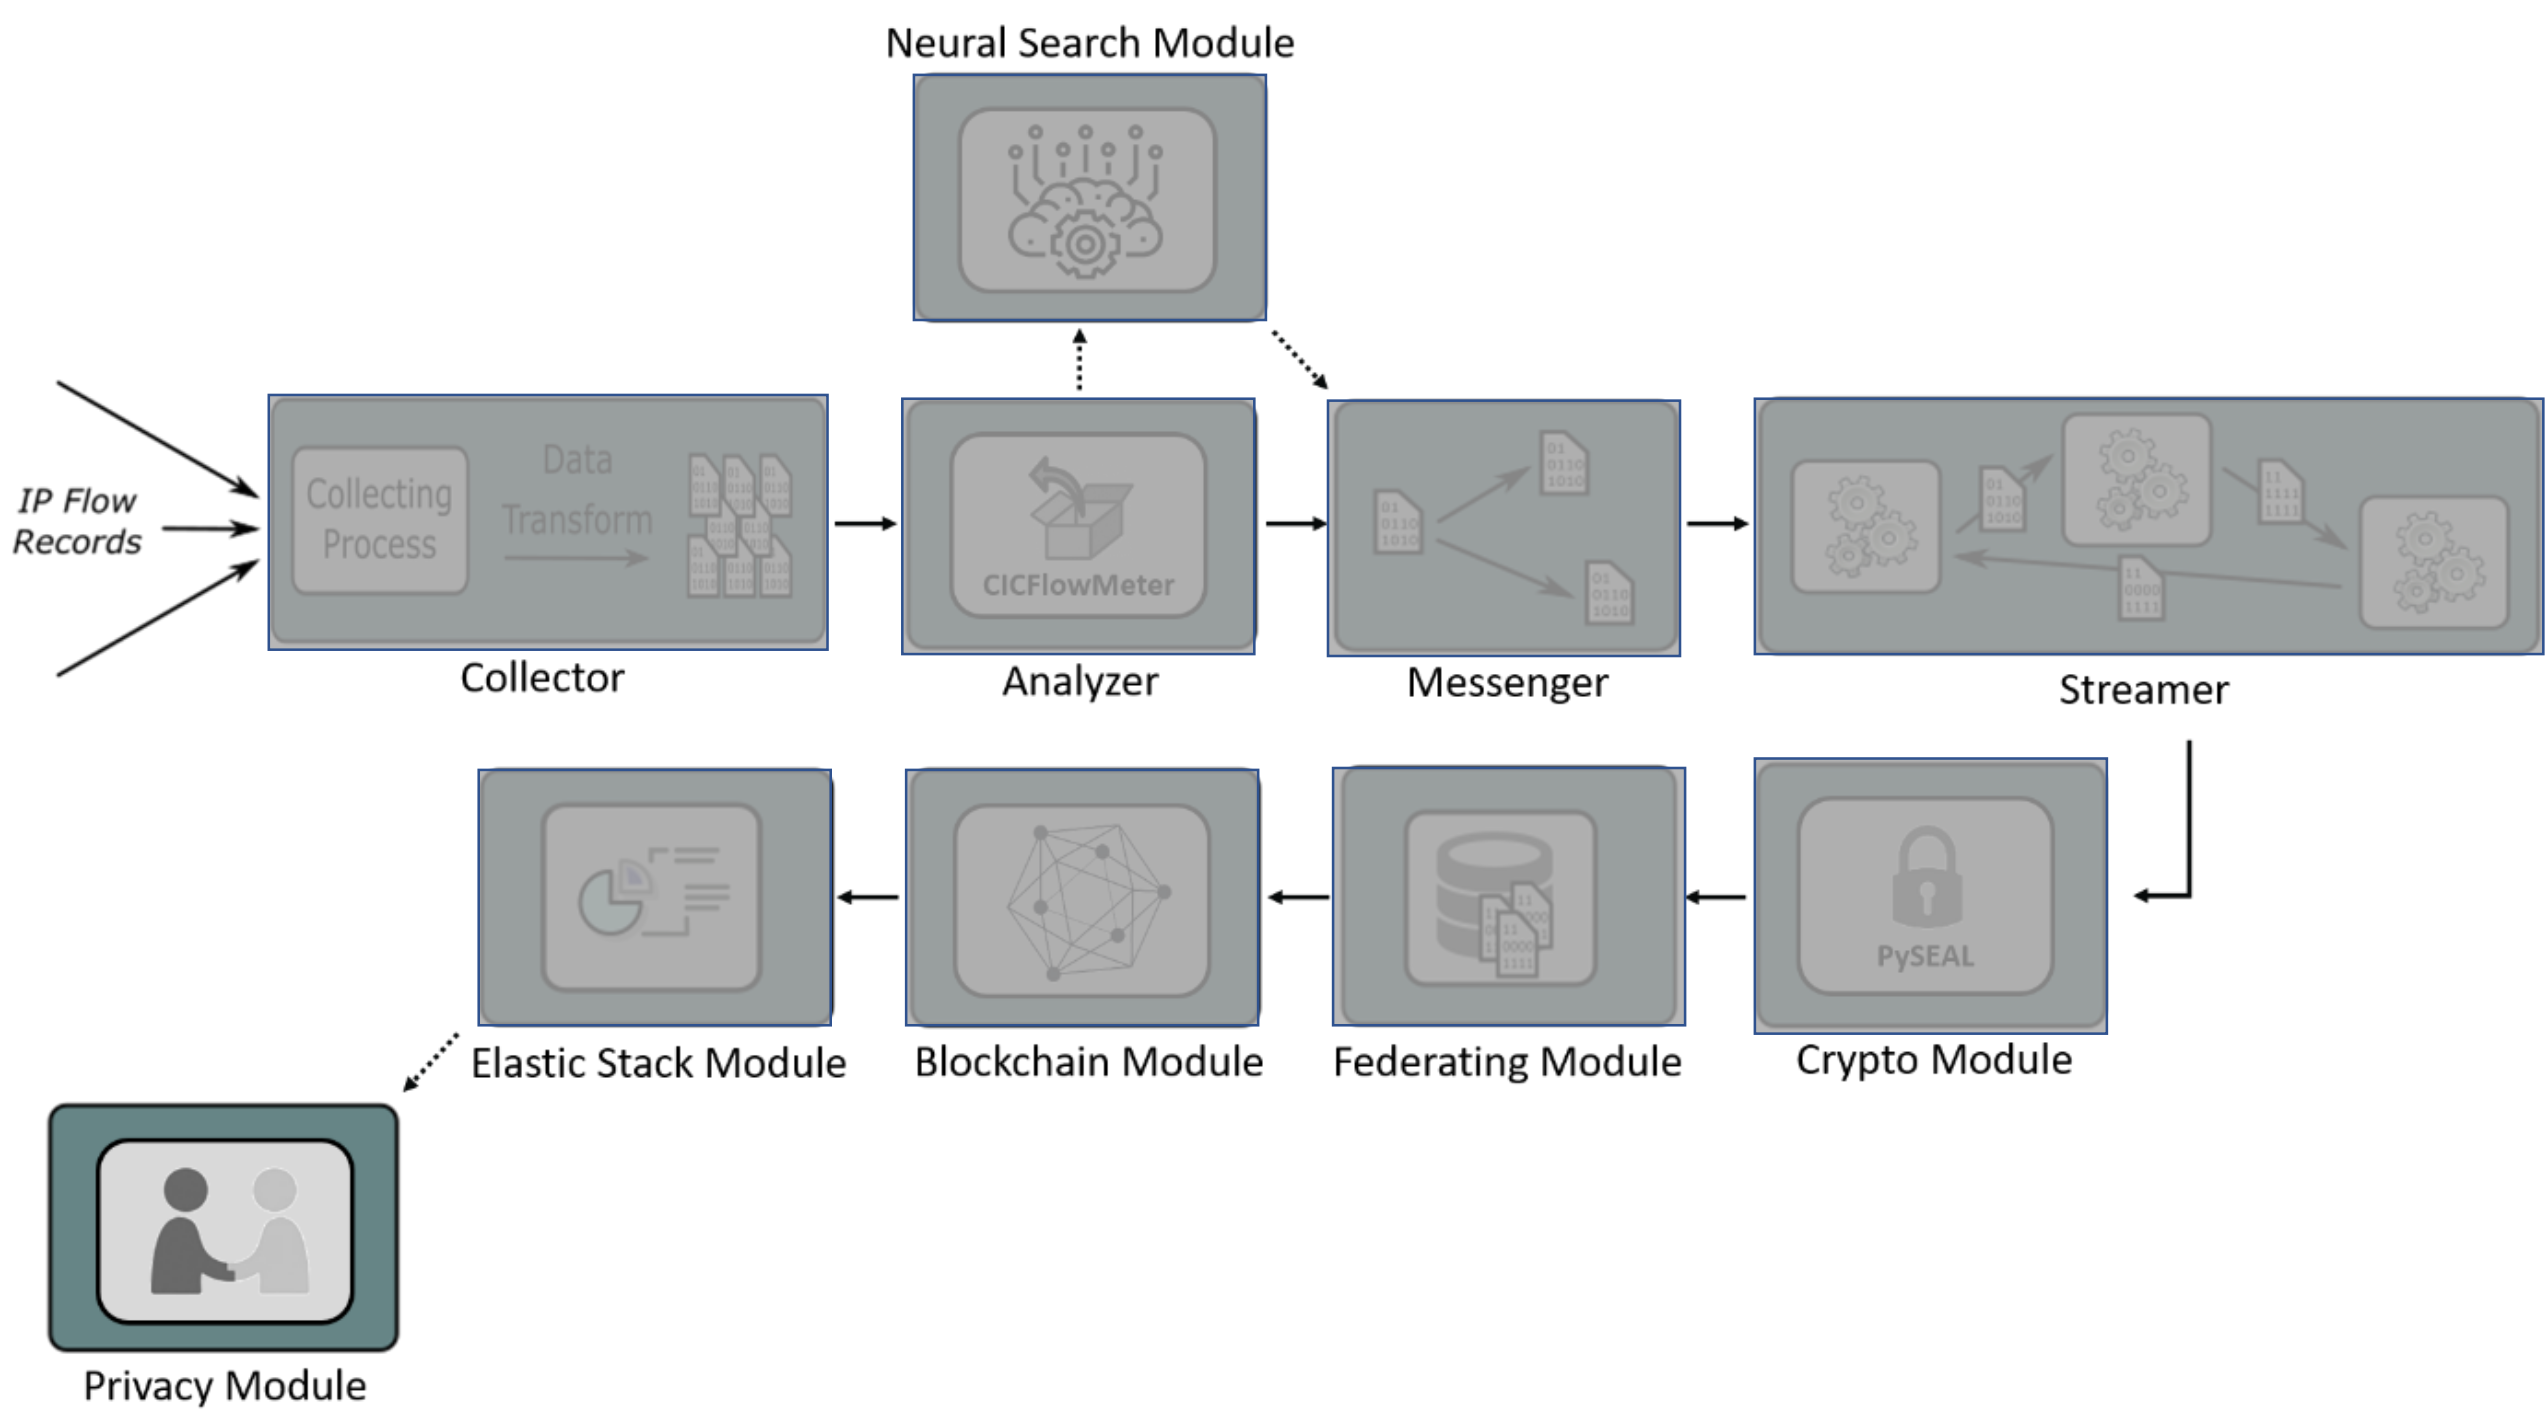 Neural Search Module
IP Flow
Records
Collecting
Process
Data
Transform
Collector
CICFlowMeter
Analyzer
Messenger
Streamer
Elastic Stack Module
Blockchain Module
Federating Module
PySEAL
Crypto Module
Privacy Module